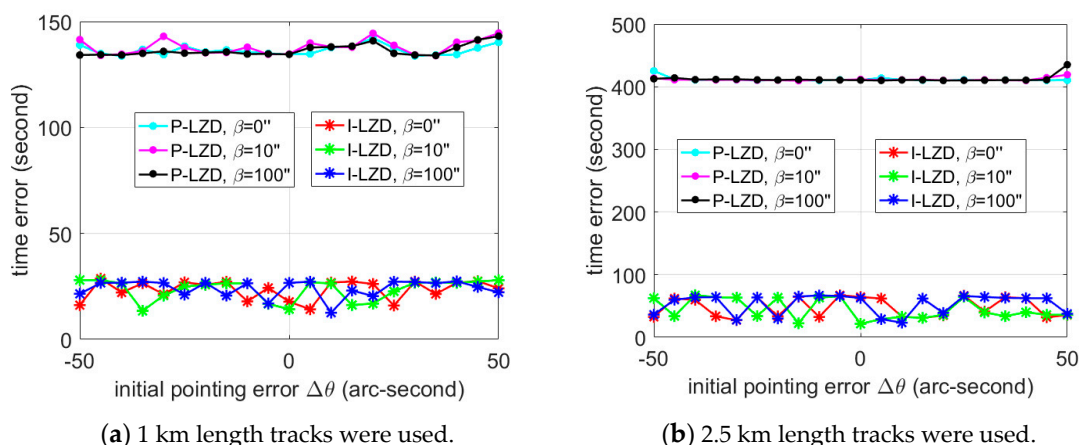 150
100
50
0
time error (second)
P-LZD, β=0''
P-LZD, β=10"
P-LZD, β=100"
I-LZD, β=0''
I-LZD, β=10"
I-LZD, β=100"
-50
0
50
initial pointing error Δθ (arc-second)
(a) 1 km length tracks were used.
500
400
300
200
100
0
time error (second)
P-LZD, β=0''
P-LZD, β=10"
P-LZD, β=100"
I-LZD, β=0''
I-LZD, β=10"
I-LZD, β=100"
-50
0
50
initial pointing error Δθ (arc-second)
(b) 2.5 km length tracks were used.